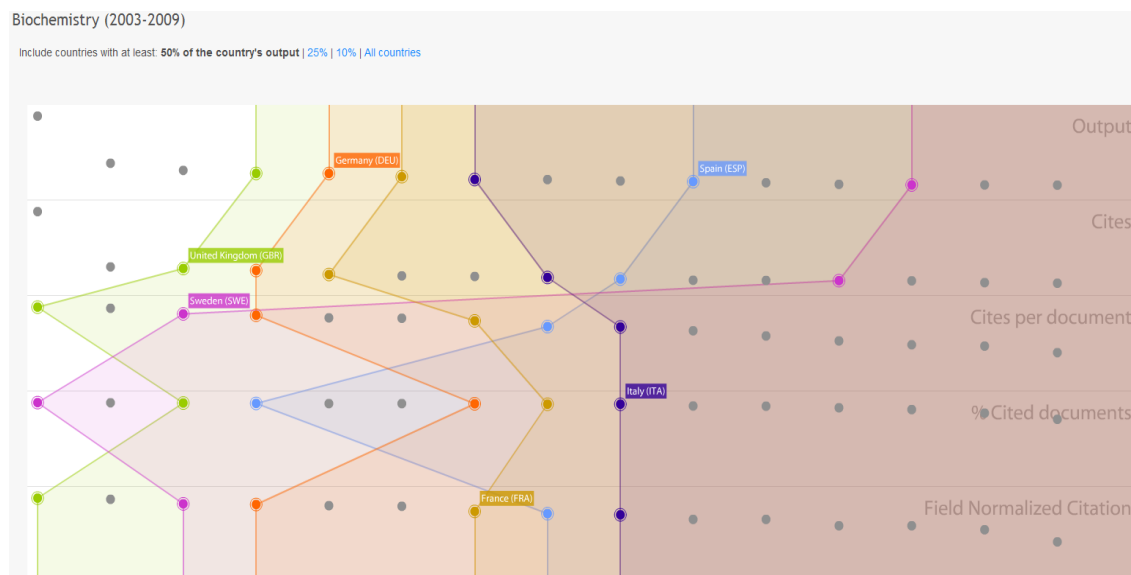 Biochemistry (2003-2009)
Include countries with at least: 50% of the country's output | 25% | 10% | All countries
Output
Germany (DEU)
Spain (ESP)
Cites
United Kingdom (GBR)
Sweden (SWE)
Cites per document
Italy (ITA)
% Cited documents
France (FRA)
Field Normalized Citation